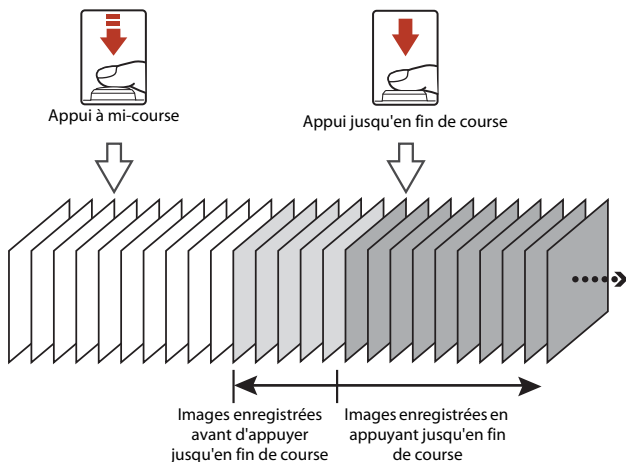 Appui à mi-course
Appui jusqu'en fin de course
Images enregistrées
avant d'appuyer
jusqu'en fin de course
Images enregistrées en
appuyant jusqu'en fin
de course